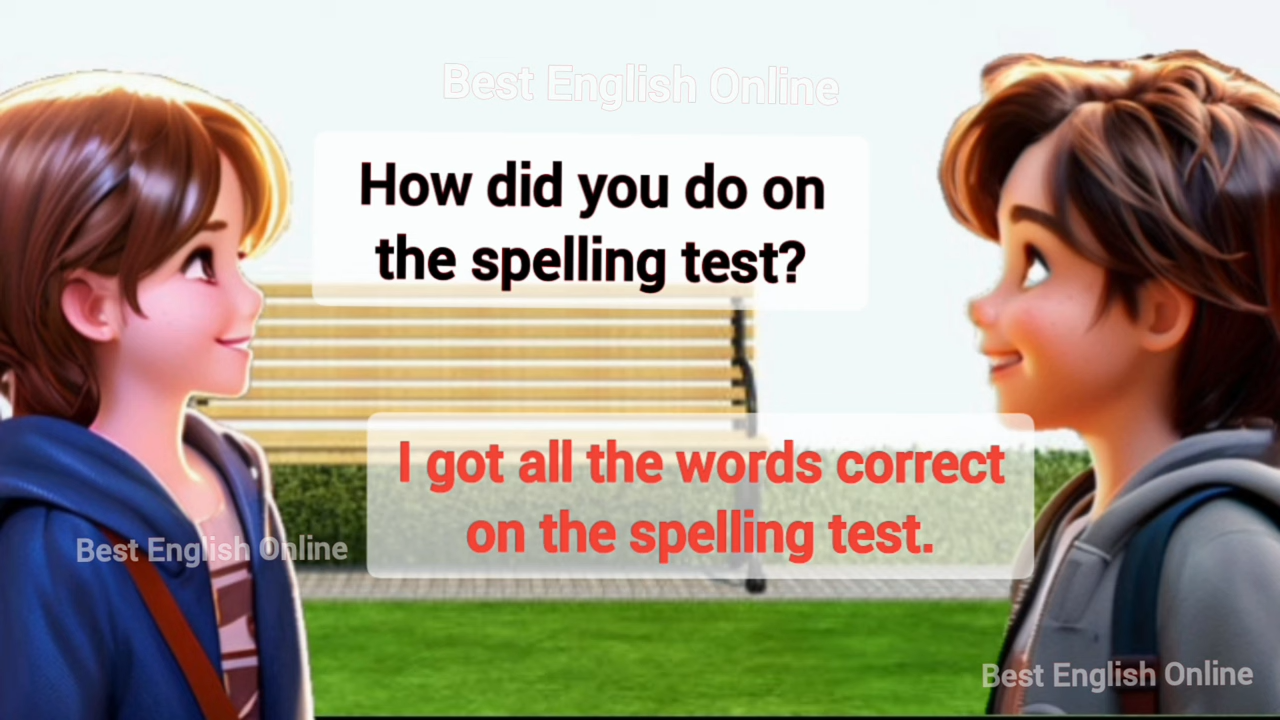 Best English Online
How did you do on
the spelling test?
I got all the words correct
on the spelling test.
Best English Online
Best English Online